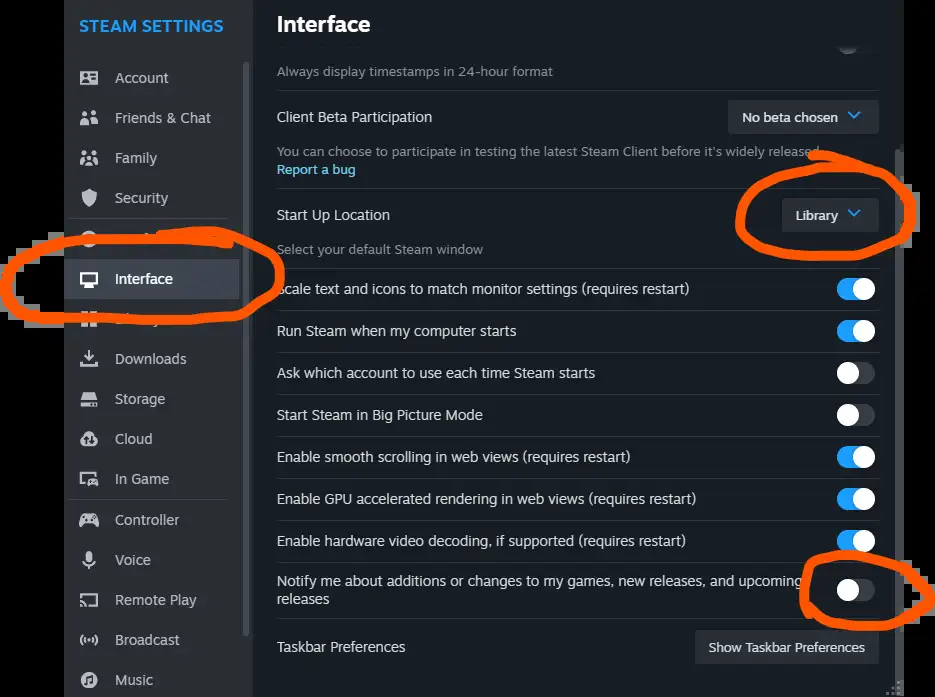 STEAM SETTINGS
Account
Friends & Chat
Family
Security
Interface
Downloads
Storage
Cloud
In Game
Controller
Voice
Remote Play
Broadcast
Music
Interface
Always display timestamps in 24-hour format
Client Beta Participation
No beta chosen
You can choose to participate in testing the latest Steam Client before it's widely released
Report a bug
Start Up Location
Library
Select your default Steam window
Scale text and icons to match monitor settings (requires restart)
Run Steam when my computer starts
Ask which account to use each time Steam starts
Start Steam in Big Picture Mode
Enable smooth scrolling in web views (requires restart)
Enable GPU accelerated rendering in web views (requires restart)
Enable hardware video decoding, if supported (requires restart)
Notify me about additions or changes to my games, new releases, and upcoming
releases
Taskbar Preferences
Show Taskbar Preferences